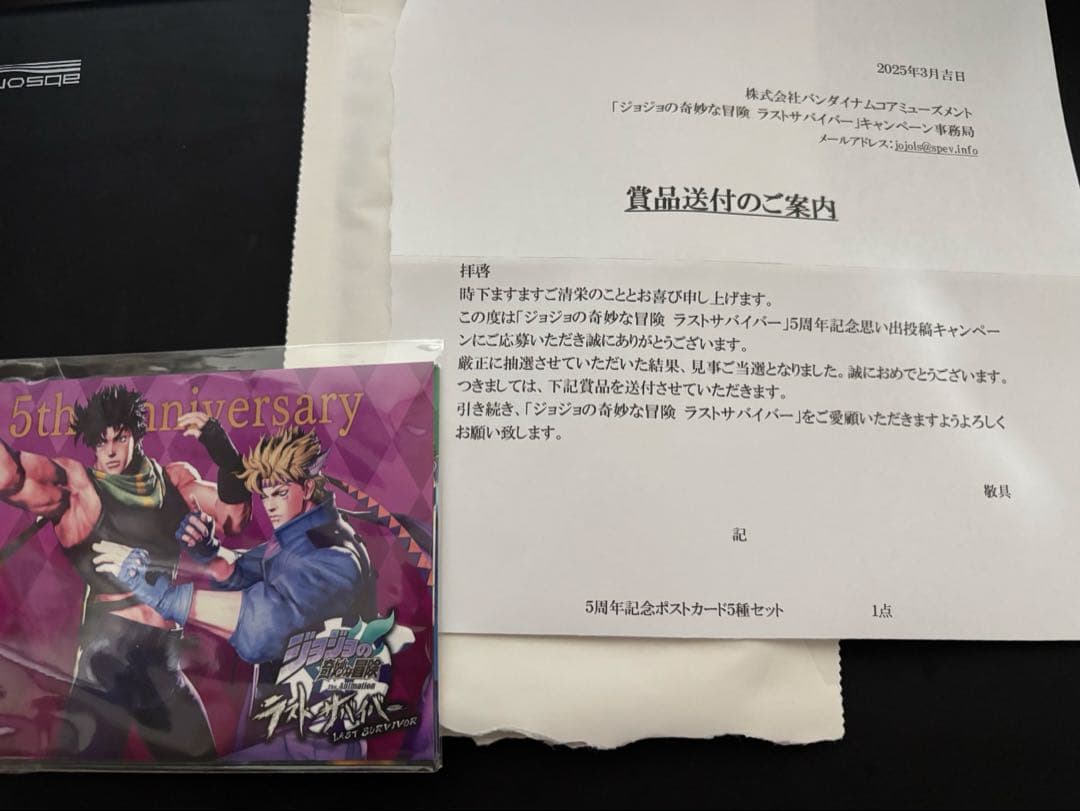 absonow
2025年3月吉日
株式会社バンダイナムコアミューズメント
「ジョジョの奇妙な冒険 ラストサバイバー」キャンペーン事務局
メールアドレス：jojols@spev.info
賞品送付のご案内
拝啓
時下ますますご清栄のこととお喜び申し上げます。
この度は「ジョジョの奇妙な冒険 ラストサバイバー」5周年記念思い出投稿キャンペー
ンにご応募いただき誠にありがとうございます。
厳正に抽選させていただいた結果、見事ご当選となりました。誠におめでとうございます。
つきましては、下記賞品を送付させていただきます。
引き続き、「ジョジョの奇妙な冒険 ラストサバイバー」をご愛顧いただきますようよろしく
お願い致します。
敬具
記
5周年記念ポストカード5種セット 1点
5th Anniversary
ジョジョの
奇妙な冒険
The Animation
ラストサバイバー
LAST SURVIVOR